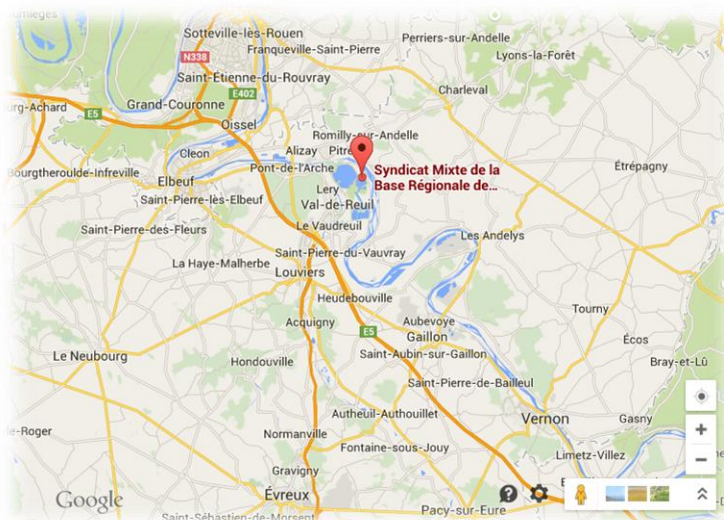 Sotteville-lès-Rouen
Perriers-sur-Andelle
Franqueville-Saint-Pierre
Lyons-la-Forêt
N338
Saint-Étienne-du-Rouvray
E402
Charleval
Grand-Couronne
E5
Oissel
Romilly-sur-Andelle
Cleon
Alizay
Pont-de-l'Arche
Syndicat Mixte de la
Base Régionale de...
Étrépagny
Bourgtheroulde-Infreville
Elbeuf
Lery
Saint-Pierre-lès-Elbeuf
Val-de-Reuil
Saint-Pierre-des-Fleurs
Le Vaudreuil
Les Andelys
Saint-Pierre-du-Vauvray
La Haye-Malherbe
Louviers
Heudebouville
Tourny
Acquigny
E5
Aubevoye
Gaillon
Écos
Le Neubourg
Hondouville
Saint-Aubin-sur-Gaillon
Bray-et-Lû
Saint-Pierre-de-Bailleul
Autheuil-Authouillet
Vernon
Gasny
Normanville
Fontaine-sous-Jouy
Limetz-Villez
Gravigny
Évreux
Google
Pacy-sur-Eure